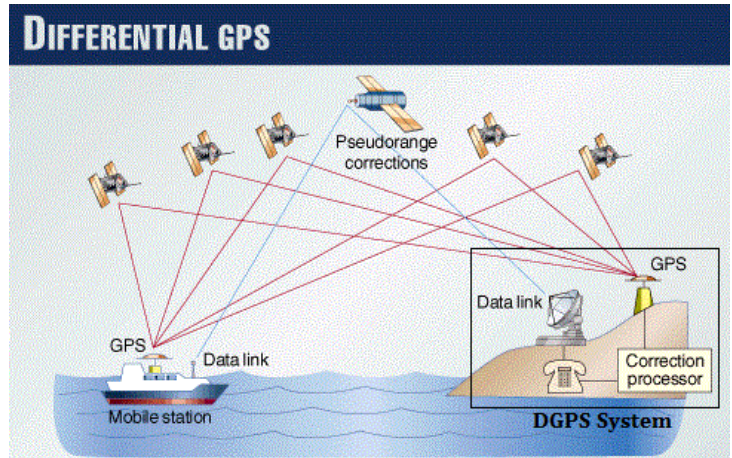 DIFFERENTIAL GPS
Pseudorange
corrections
GPS
Data link
GPS
Data link
Correction
processor
Mobile station
DGPS System